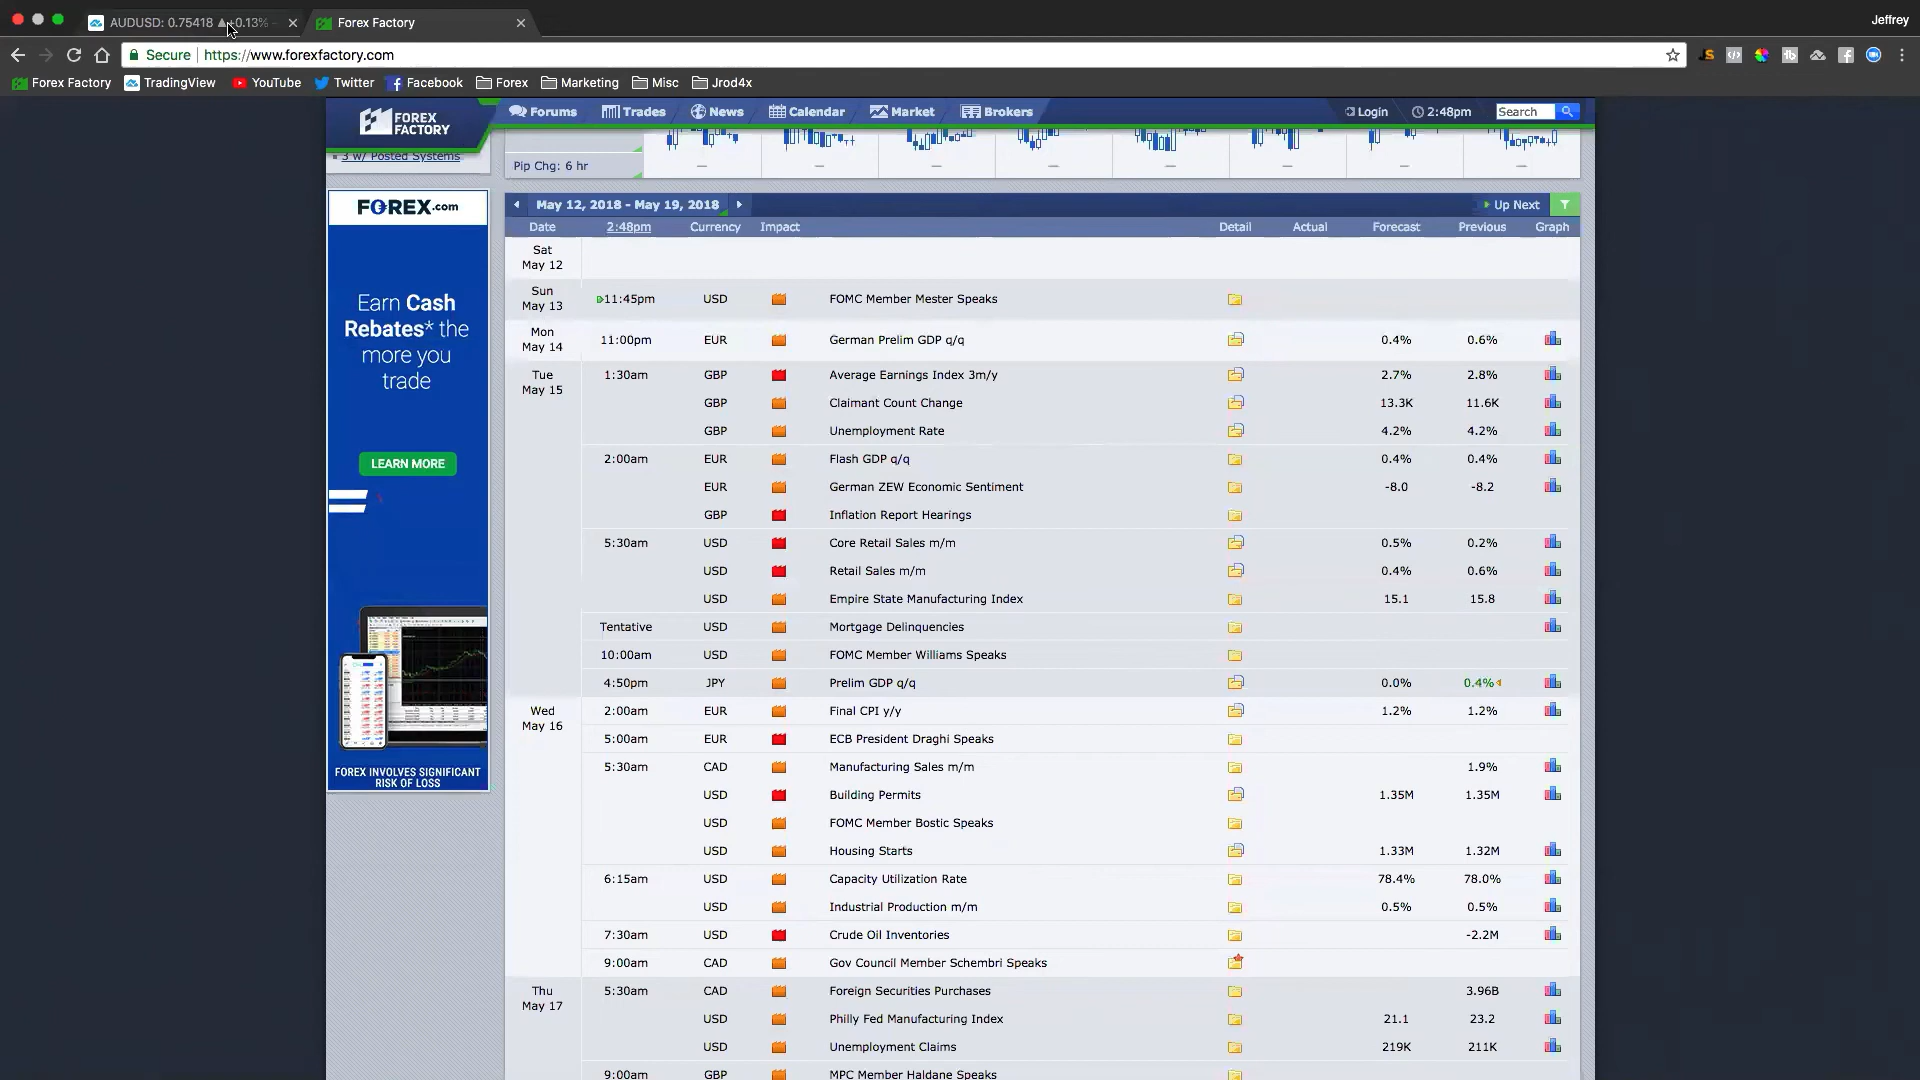 AUDUSD: 0.75418 ▲+0.13%
Forex Factory
Jeffrey
Secure | https://www.forexfactory.com
Forex Factory TradingView YouTube Twitter Facebook Forex Marketing Misc Jrod4x
FOREX FACTORY
Forums Trades News Calendar Market Brokers Login 2:48pm Search
3 w/ Posted Systems
Pip Chg: 6 hr
FOREX.com
Earn Cash
Rebates* the
more you
trade
LEARN MORE
FOREX INVOLVES SIGNIFICANT
RISK OF LOSS
May 12, 2018 - May 19, 2018 Up Next
Date 2:48pm Currency Impact Detail Actual Forecast Previous Graph
Sat
May 12
Sun
May 13
11:45pm USD FOMC Member Mester Speaks
Mon
May 14
11:00pm EUR German Prelim GDP q/q 0.4% 0.6%
Tue
May 15
1:30am GBP Average Earnings Index 3m/y 2.7% 2.8%
GBP Claimant Count Change 13.3K 11.6K
GBP Unemployment Rate 4.2% 4.2%
2:00am EUR Flash GDP q/q 0.4% 0.4%
EUR German ZEW Economic Sentiment -8.0 -8.2
GBP Inflation Report Hearings
5:30am USD Core Retail Sales m/m 0.5% 0.2%
USD Retail Sales m/m 0.4% 0.6%
USD Empire State Manufacturing Index 15.1 15.8
Tentative USD Mortgage Delinquencies
10:00am USD FOMC Member Williams Speaks
4:50pm JPY Prelim GDP q/q 0.0% 0.4%
Wed
May 16
2:00am EUR Final CPI y/y 1.2% 1.2%
5:00am EUR ECB President Draghi Speaks
5:30am CAD Manufacturing Sales m/m 1.9%
USD Building Permits 1.35M 1.35M
USD FOMC Member Bostic Speaks
USD Housing Starts 1.33M 1.32M
6:15am USD Capacity Utilization Rate 78.4% 78.0%
USD Industrial Production m/m 0.5% 0.5%
7:30am USD Crude Oil Inventories -2.2M
9:00am CAD Gov Council Member Schembri Speaks
Thu
May 17
5:30am CAD Foreign Securities Purchases 3.96B
USD Philly Fed Manufacturing Index 21.1 23.2
USD Unemployment Claims 219K 211K
9:00am GBP MPC Member Haldane Speaks